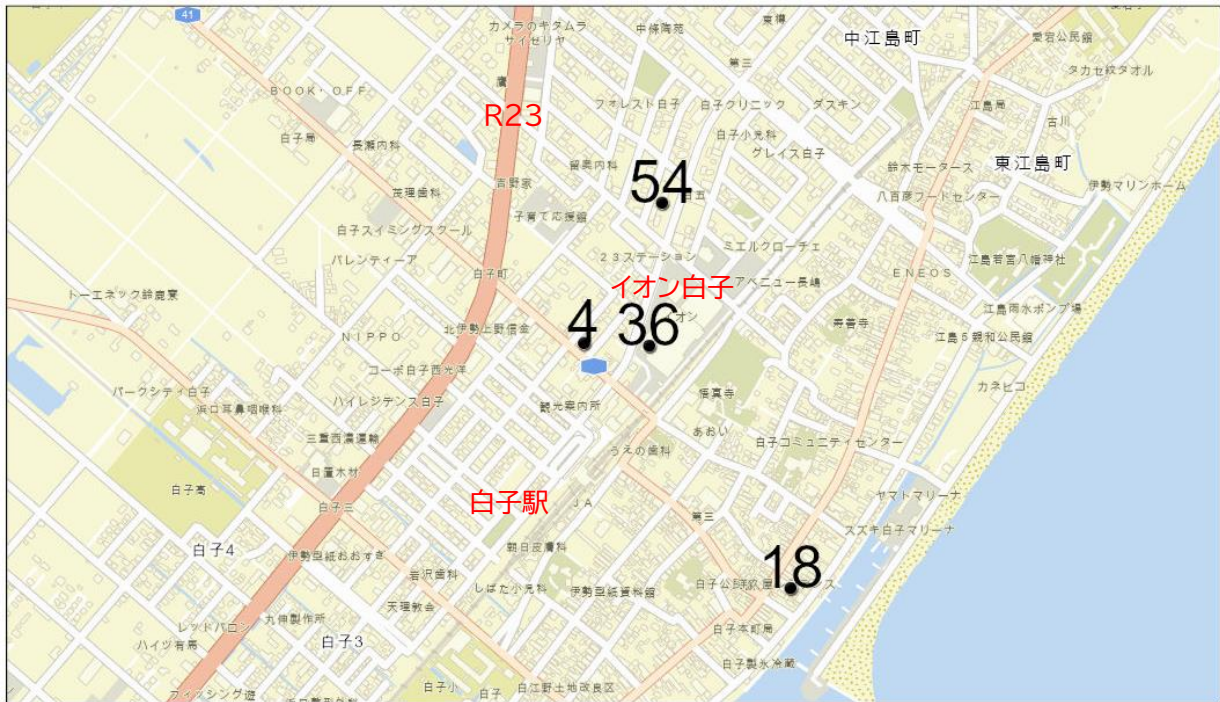 41
カメラのキタムラ
サイゼリヤ
中條陶苑
東樽
中江島町
愛宕公民館
第三
タカセ紋タオル
鷹
BOOK・OFF
R23
フォレスト白子
白子クリニック
ダスキン
江島局
古川
白子局
長瀬内科
白子小児科
グレイス白子
東江島町
鈴木モータース
留奥内科
伊勢マリンホーム
茂理歯科
吉野家
54
八百彦フードセンター
子育て応援館
白子スイミングスクール
バレンティーア
23ステーション
ミエルクローチェ
江島若宮八幡神社
白子町
イオン白子
アベニュー長嶋
ENEOS
トーエネック鈴鹿寮
江島雨水ポンプ場
4
36
オン
寿善寺
北伊勢上野信金
NIPPO
江島5親和公民館
コーポ白子西光洋
パークシティ白子
カネヒコ
悟真寺
浜口耳鼻咽喉科
ハイレジデンス白子
観光案内所
三重西濃運輸
あおい
白子コミュニティセンター
うえの歯科
日置木材
白子高
白子駅
JA
ヤマトマリーナ
白子三
第三
スズキ白子マリーナ
白子4
伊勢型紙おおすぎ
朝日皮膚科
18
岩沢歯科
しばた小児科
伊勢型紙資料館
天理教会
丸伸製作所
レッドバロン
ハイツ有馬
白子3
白子本町局
白子製氷冷蔵
白子小
白子
白江野土地改良区
フィッシング遊